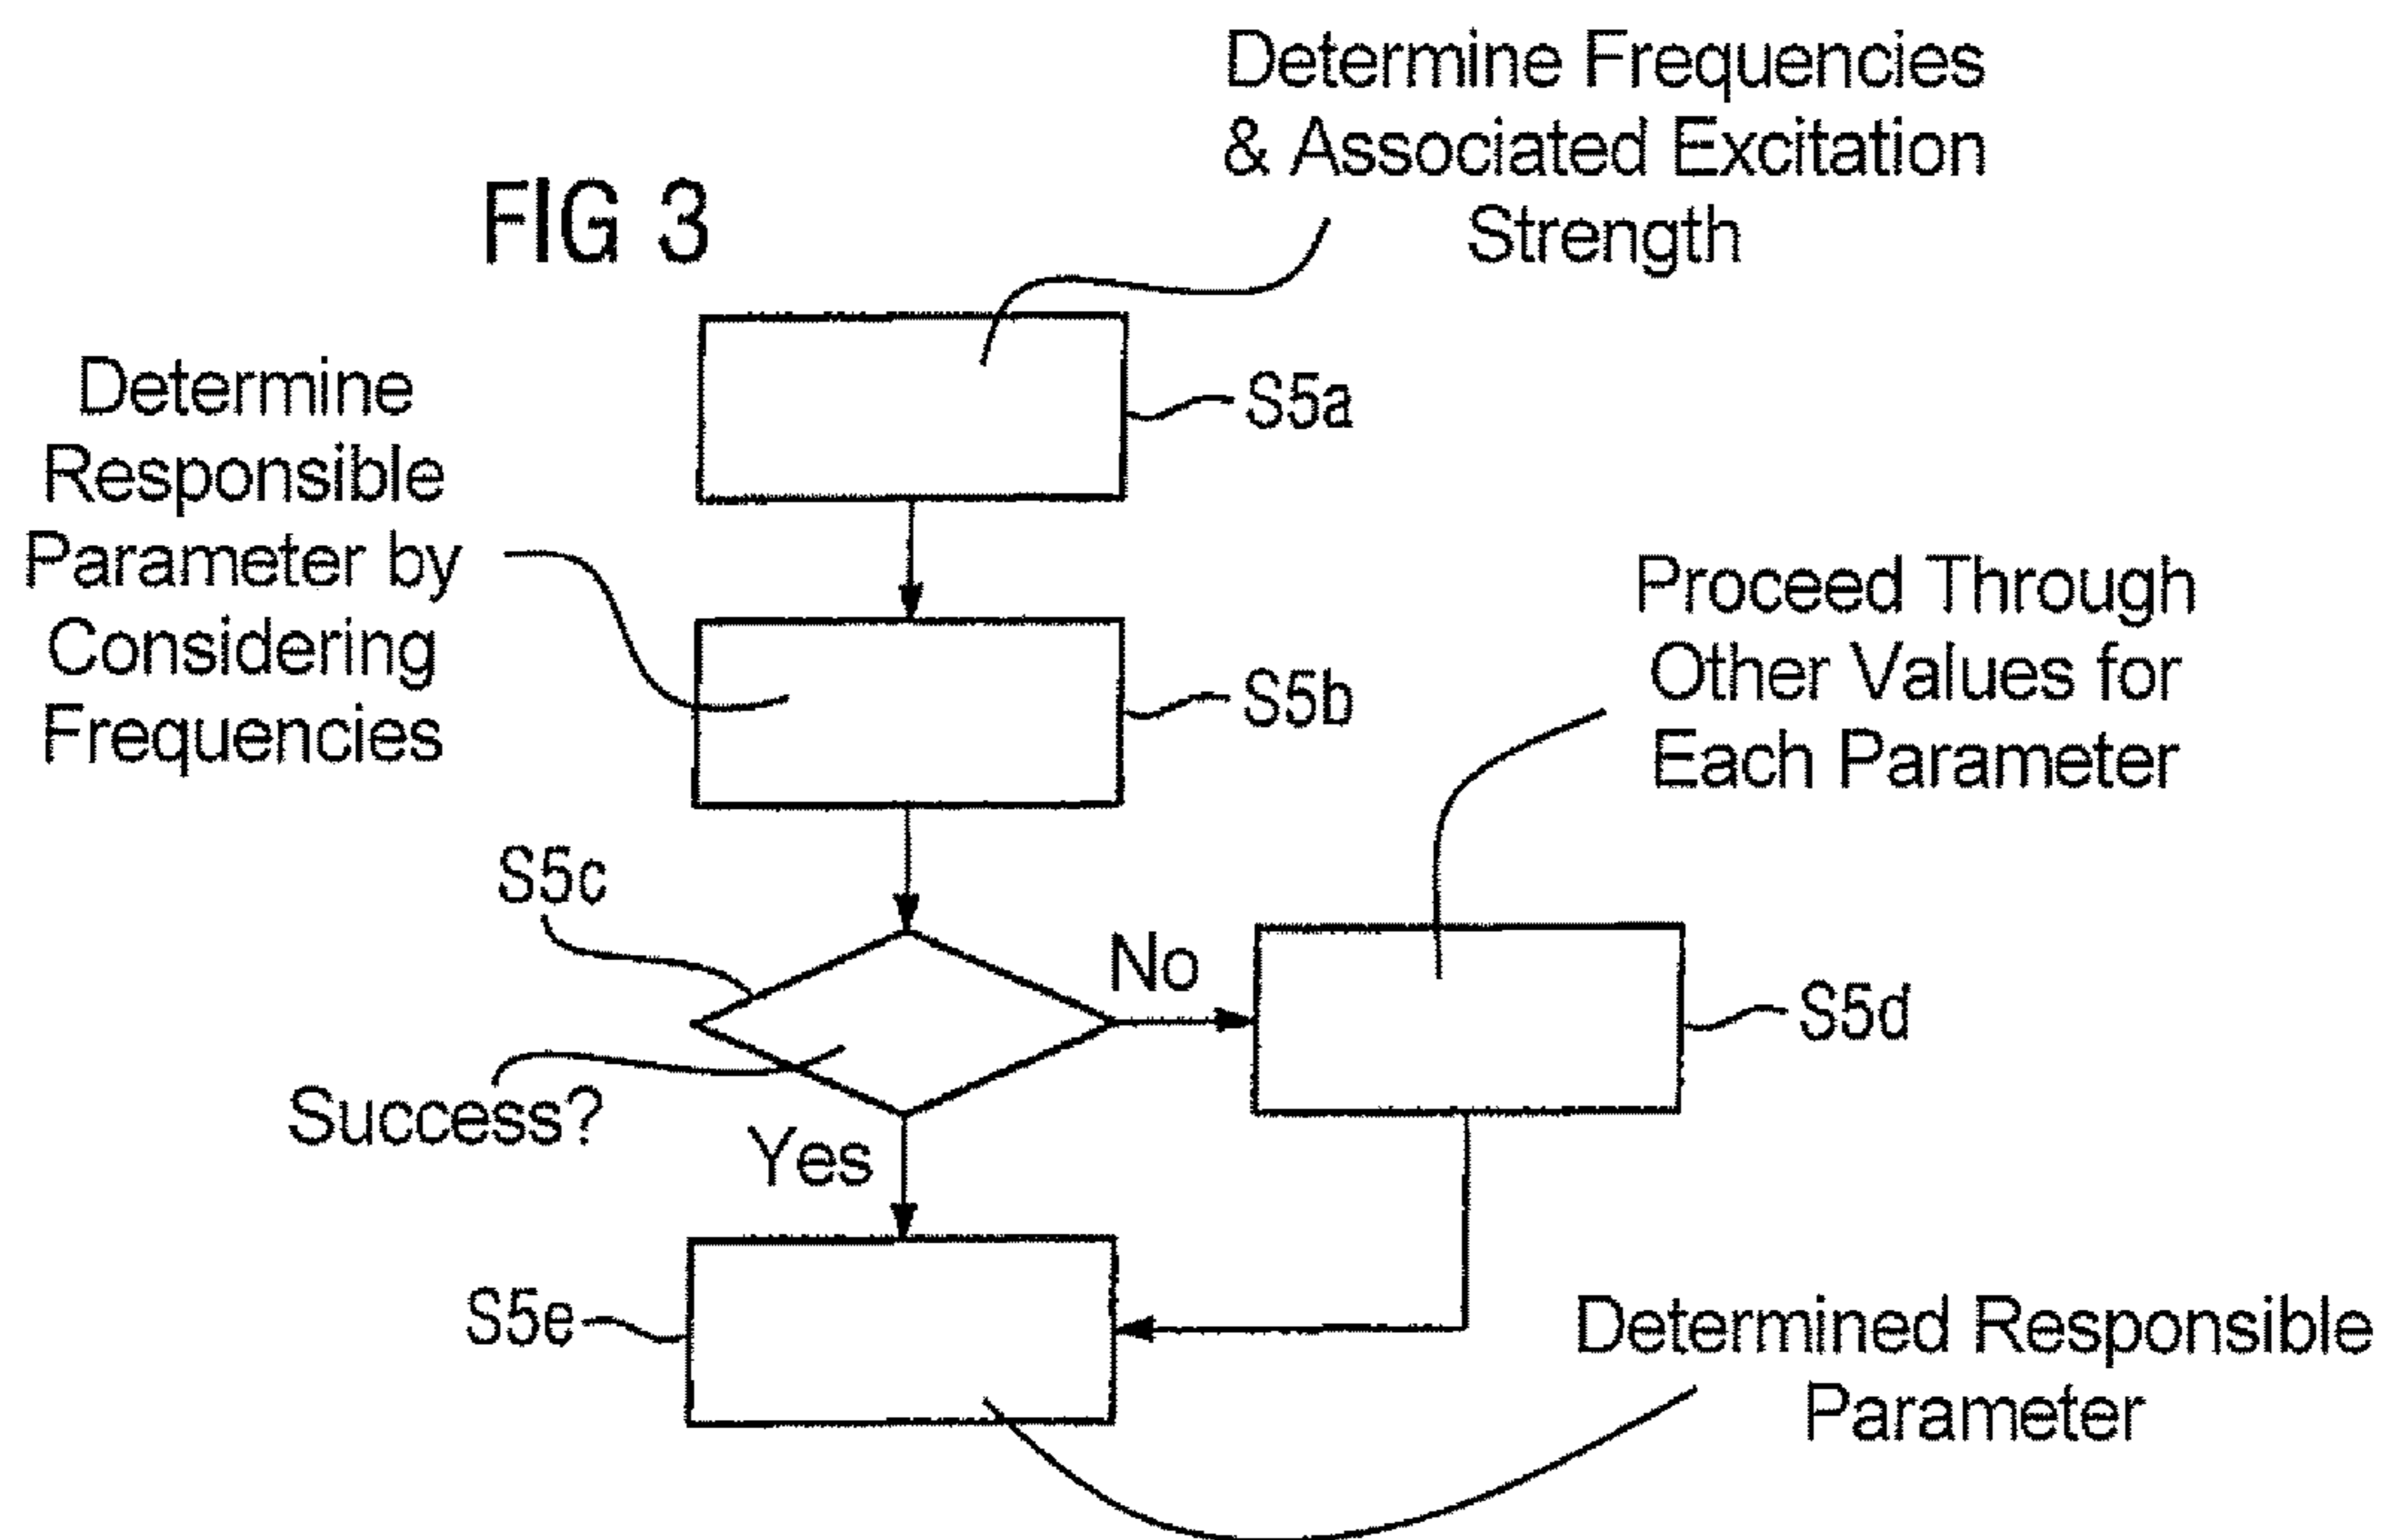 Determine Frequencies
& Associated Excitation
Strength
FIG 3
S5a
Determine
Responsible
Parameter by
Considering
Frequencies
S5b
Proceed Through
Other Values for
Each Parameter
S5c
No
S5d
Success?
Yes
S5e
Determined Responsible
Parameter